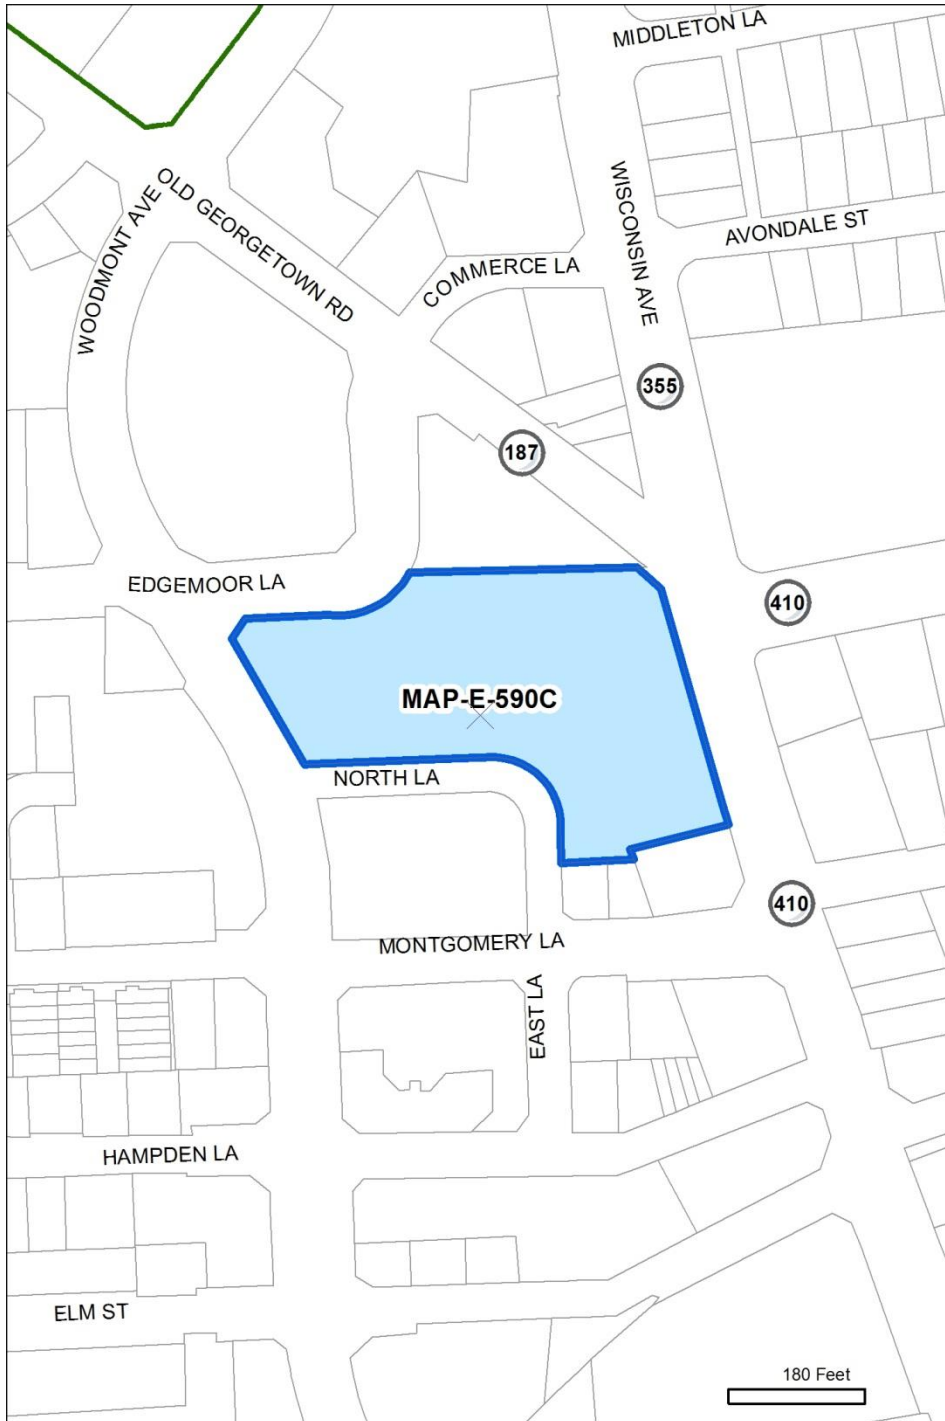 MIDDLETON LA
WISCONSIN AVE
AVONDALE ST
OLD GEORGETOWN RD
WOODMONT AVE
COMMERCE LA
355
187
EDGEMOOR LA
410
MAP-E-590C
NORTH LA
410
MONTGOMERY LA
EAST LA
HAMPDEN LA
ELM ST
180 Feet